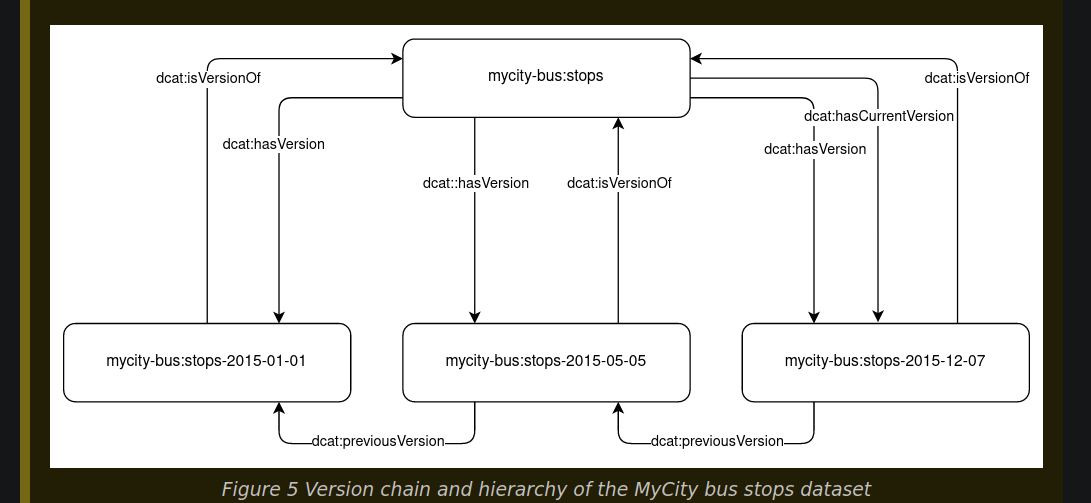 mycity-bus:stops
dcat:isVersionOf
dcat:isVersionOf
dcat:hasCurrentVersion
dcat:hasVersion
dcat:hasVersion
dcat::hasVersion
dcat:isVersionOf
mycity-bus:stops-2015-01-01
mycity-bus:stops-2015-05-05
mycity-bus:stops-2015-12-07
dcat:previousVersion
dcat:previousVersion
Figure 5 Version chain and hierarchy of the MyCity bus stops dataset